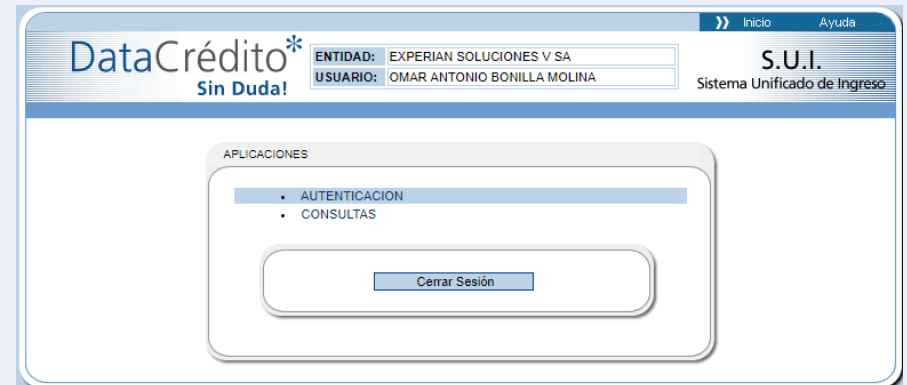 Inicio Ayuda
DataCrédito*
Sin Duda!
ENTIDAD: EXPERIAN SOLUCIONES V SA
USUARIO: OMAR ANTONIO BONILLA MOLINA
S.U.I.
Sistema Unificado de Ingreso
APLICACIONES
• AUTENTICACION
• CONSULTAS
Cerrar Sesión